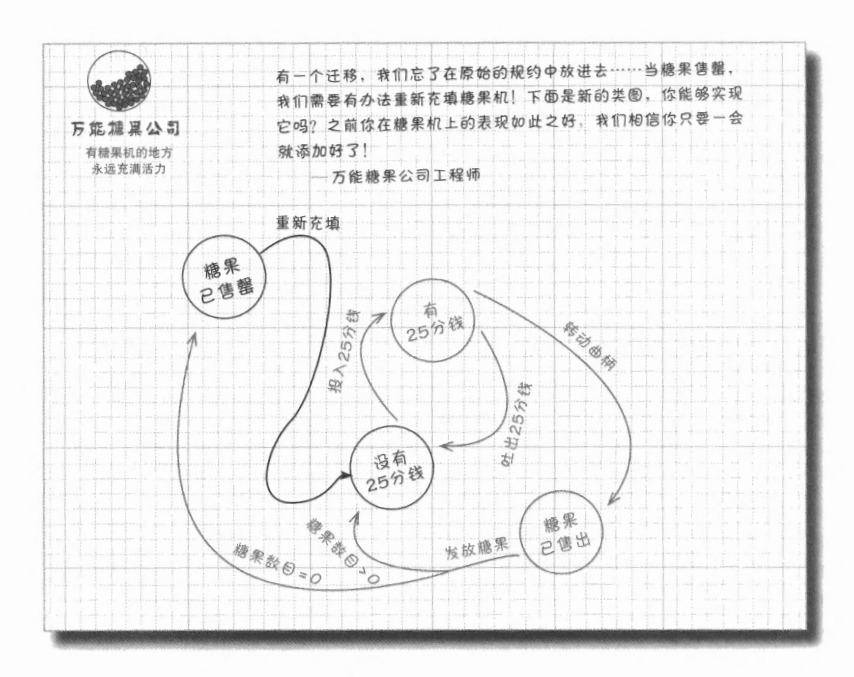 有一个迁移，我们忘了在原始的规约中放进去……当糖果售罄，
我们需要有办法重新充填糖果机！下面是新的类图，你能够实现
它吗？之前你在糖果机上的表现如此之好，我们相信你只要一会
就添加好了！
—万能糖果公司工程师
万能糖果公司
有糖果机的地方
永远充满活力
重新充填
糖果
已售罄
有
25分钱
转动曲柄
投入25分钱
吐出25分钱
没有
25分钱
糖果
已售出
发放糖果
糖果数目>0
糖果数目=0